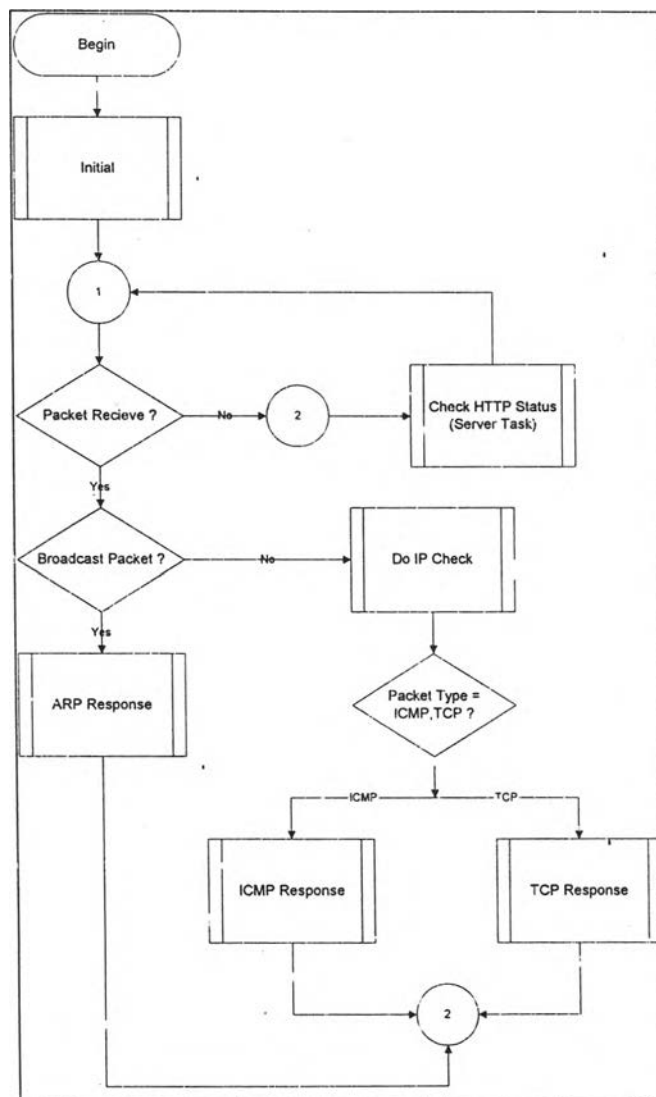 Begin
Initial
1
Packet Recieve ?
No
2
Check HTTP Status
(Server Task)
Yes
Broadcast Packet ?
No
Do IP Check
Yes
ARP Response
Packet Type =
ICMP,TCP ?
ICMP
TCP
ICMP Response
TCP Response
2